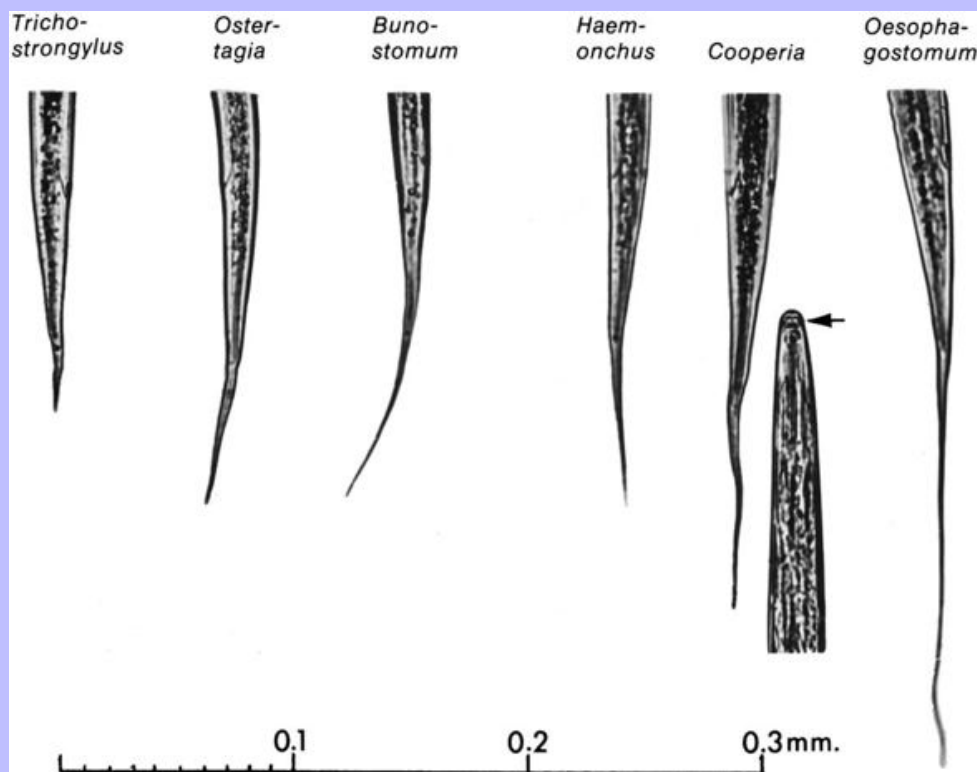 Tricho-
strongylus
Oster-
tagia
Buno-
stomum
Haem-
onchus
Cooperia
Oesopha-
gostomum
0.1
0.2
0.3mm.